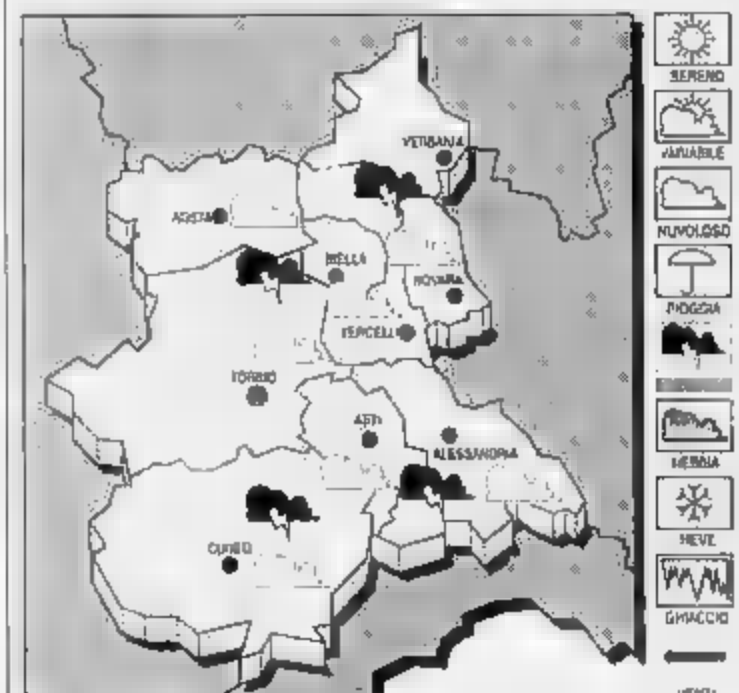 VERBANIA
AOSTA
BIELLA
NOVARA
VERCELLI
TORINO
ASTI
ALESSANDRIA
CUNEO
SERENO
VARIABILE
NUVOLOSO
PIOGGIA
NEBBIA
NEVE
GHIACCIO